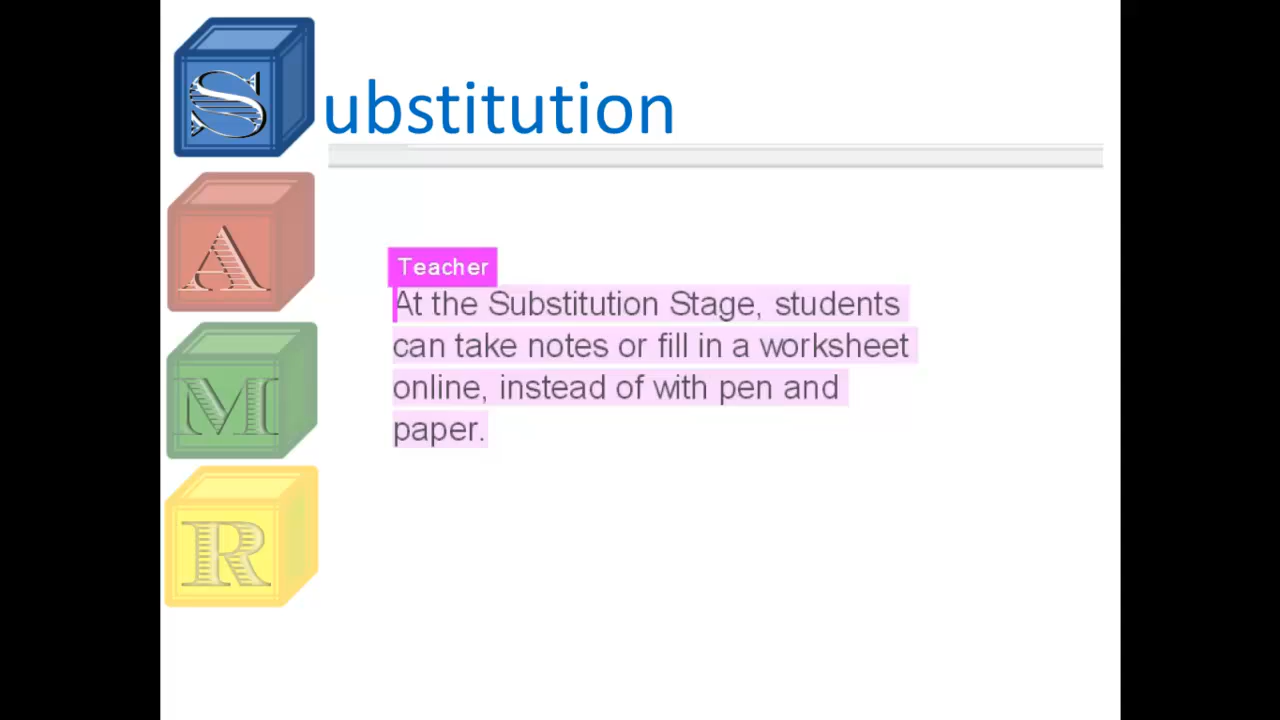 Substitution
A
M
R
Teacher
At the Substitution Stage, students
can take notes or fill in a worksheet
online, instead of with pen and
paper.